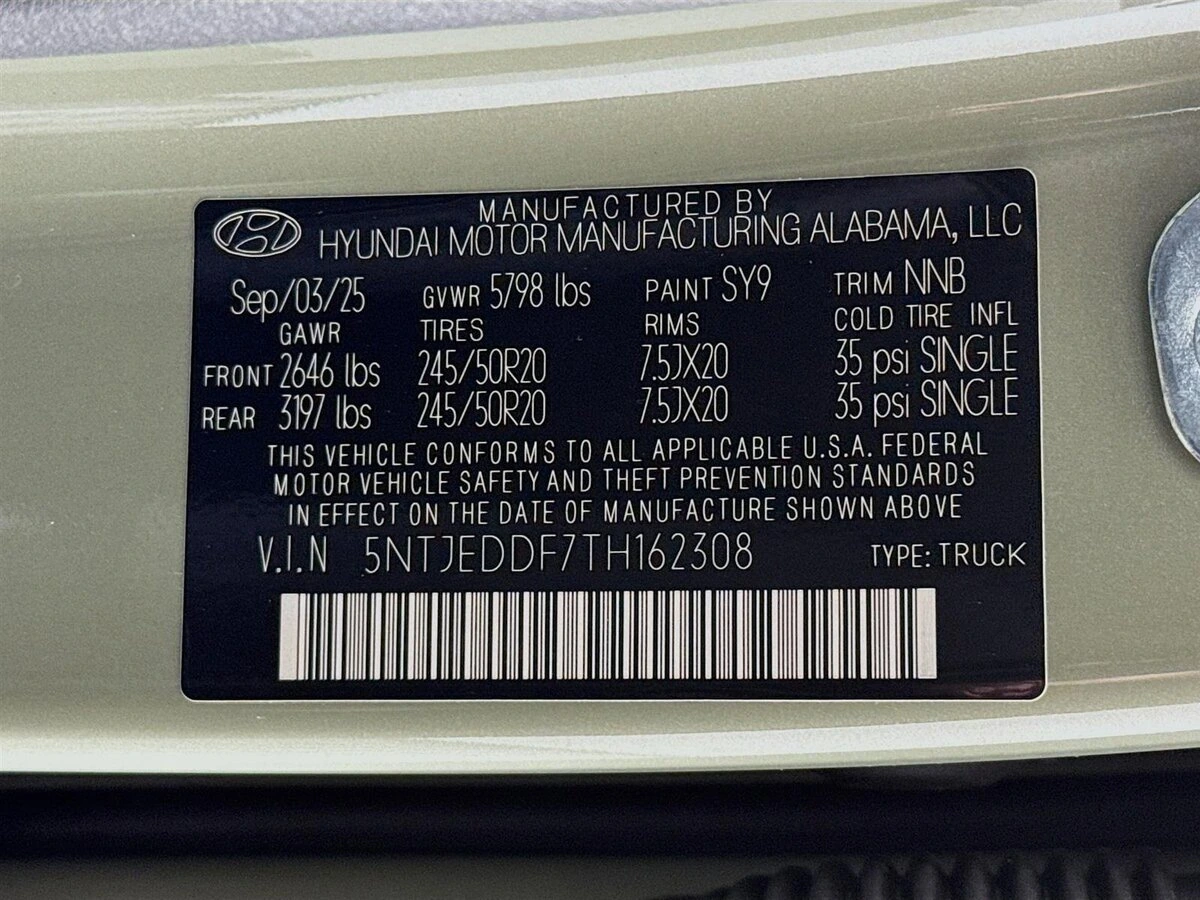 MANUFACTURED BY
HYUNDAI MOTOR MANUFACTURING ALABAMA, LLC
Sep/03/25 GVWR 5798 lbs PAINT SY9 TRIM NNB
GAWR TIRES RIMS COLD TIRE INFL
FRONT 2646 lbs 245/50R20 7.5JX20 35 psi SINGLE
REAR 3197 lbs 245/50R20 7.5JX20 35 psi SINGLE
THIS VEHICLE CONFORMS TO ALL APPLICABLE U.S.A. FEDERAL
MOTOR VEHICLE SAFETY AND THEFT PREVENTION STANDARDS
IN EFFECT ON THE DATE OF MANUFACTURE SHOWN ABOVE
V.I.N 5NTJEDDF7TH162308 TYPE: TRUCK